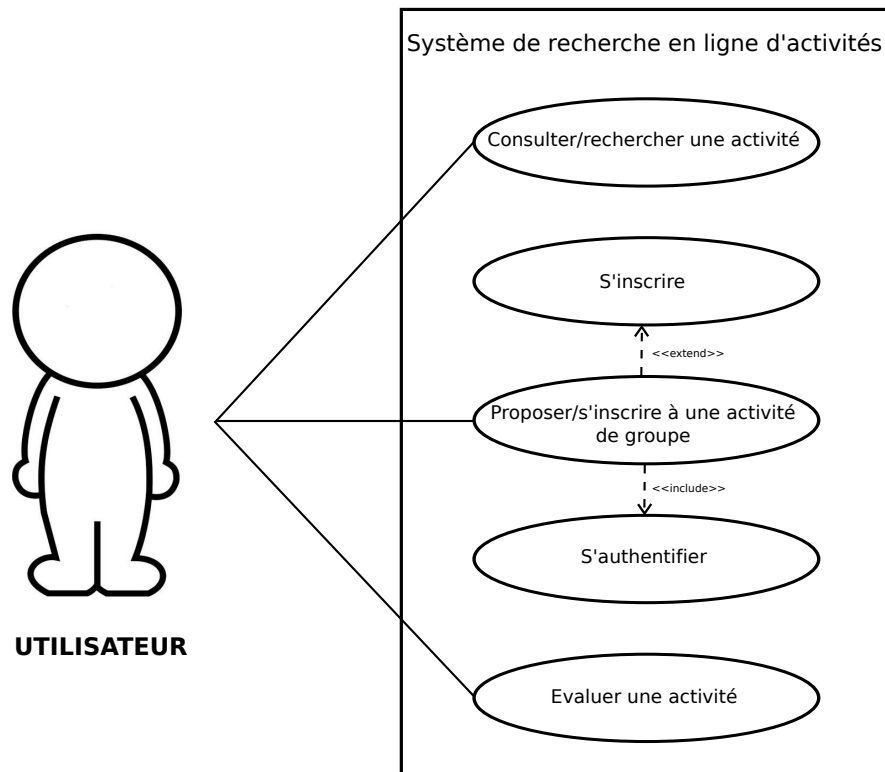 Système de recherche en ligne d'activités
Consulter/rechercher une activité
S'inscrire
<<extend>>
Proposer/s'inscrire à une activité
de groupe
<<include>>
S'authentifier
UTILISATEUR
Evaluer une activité